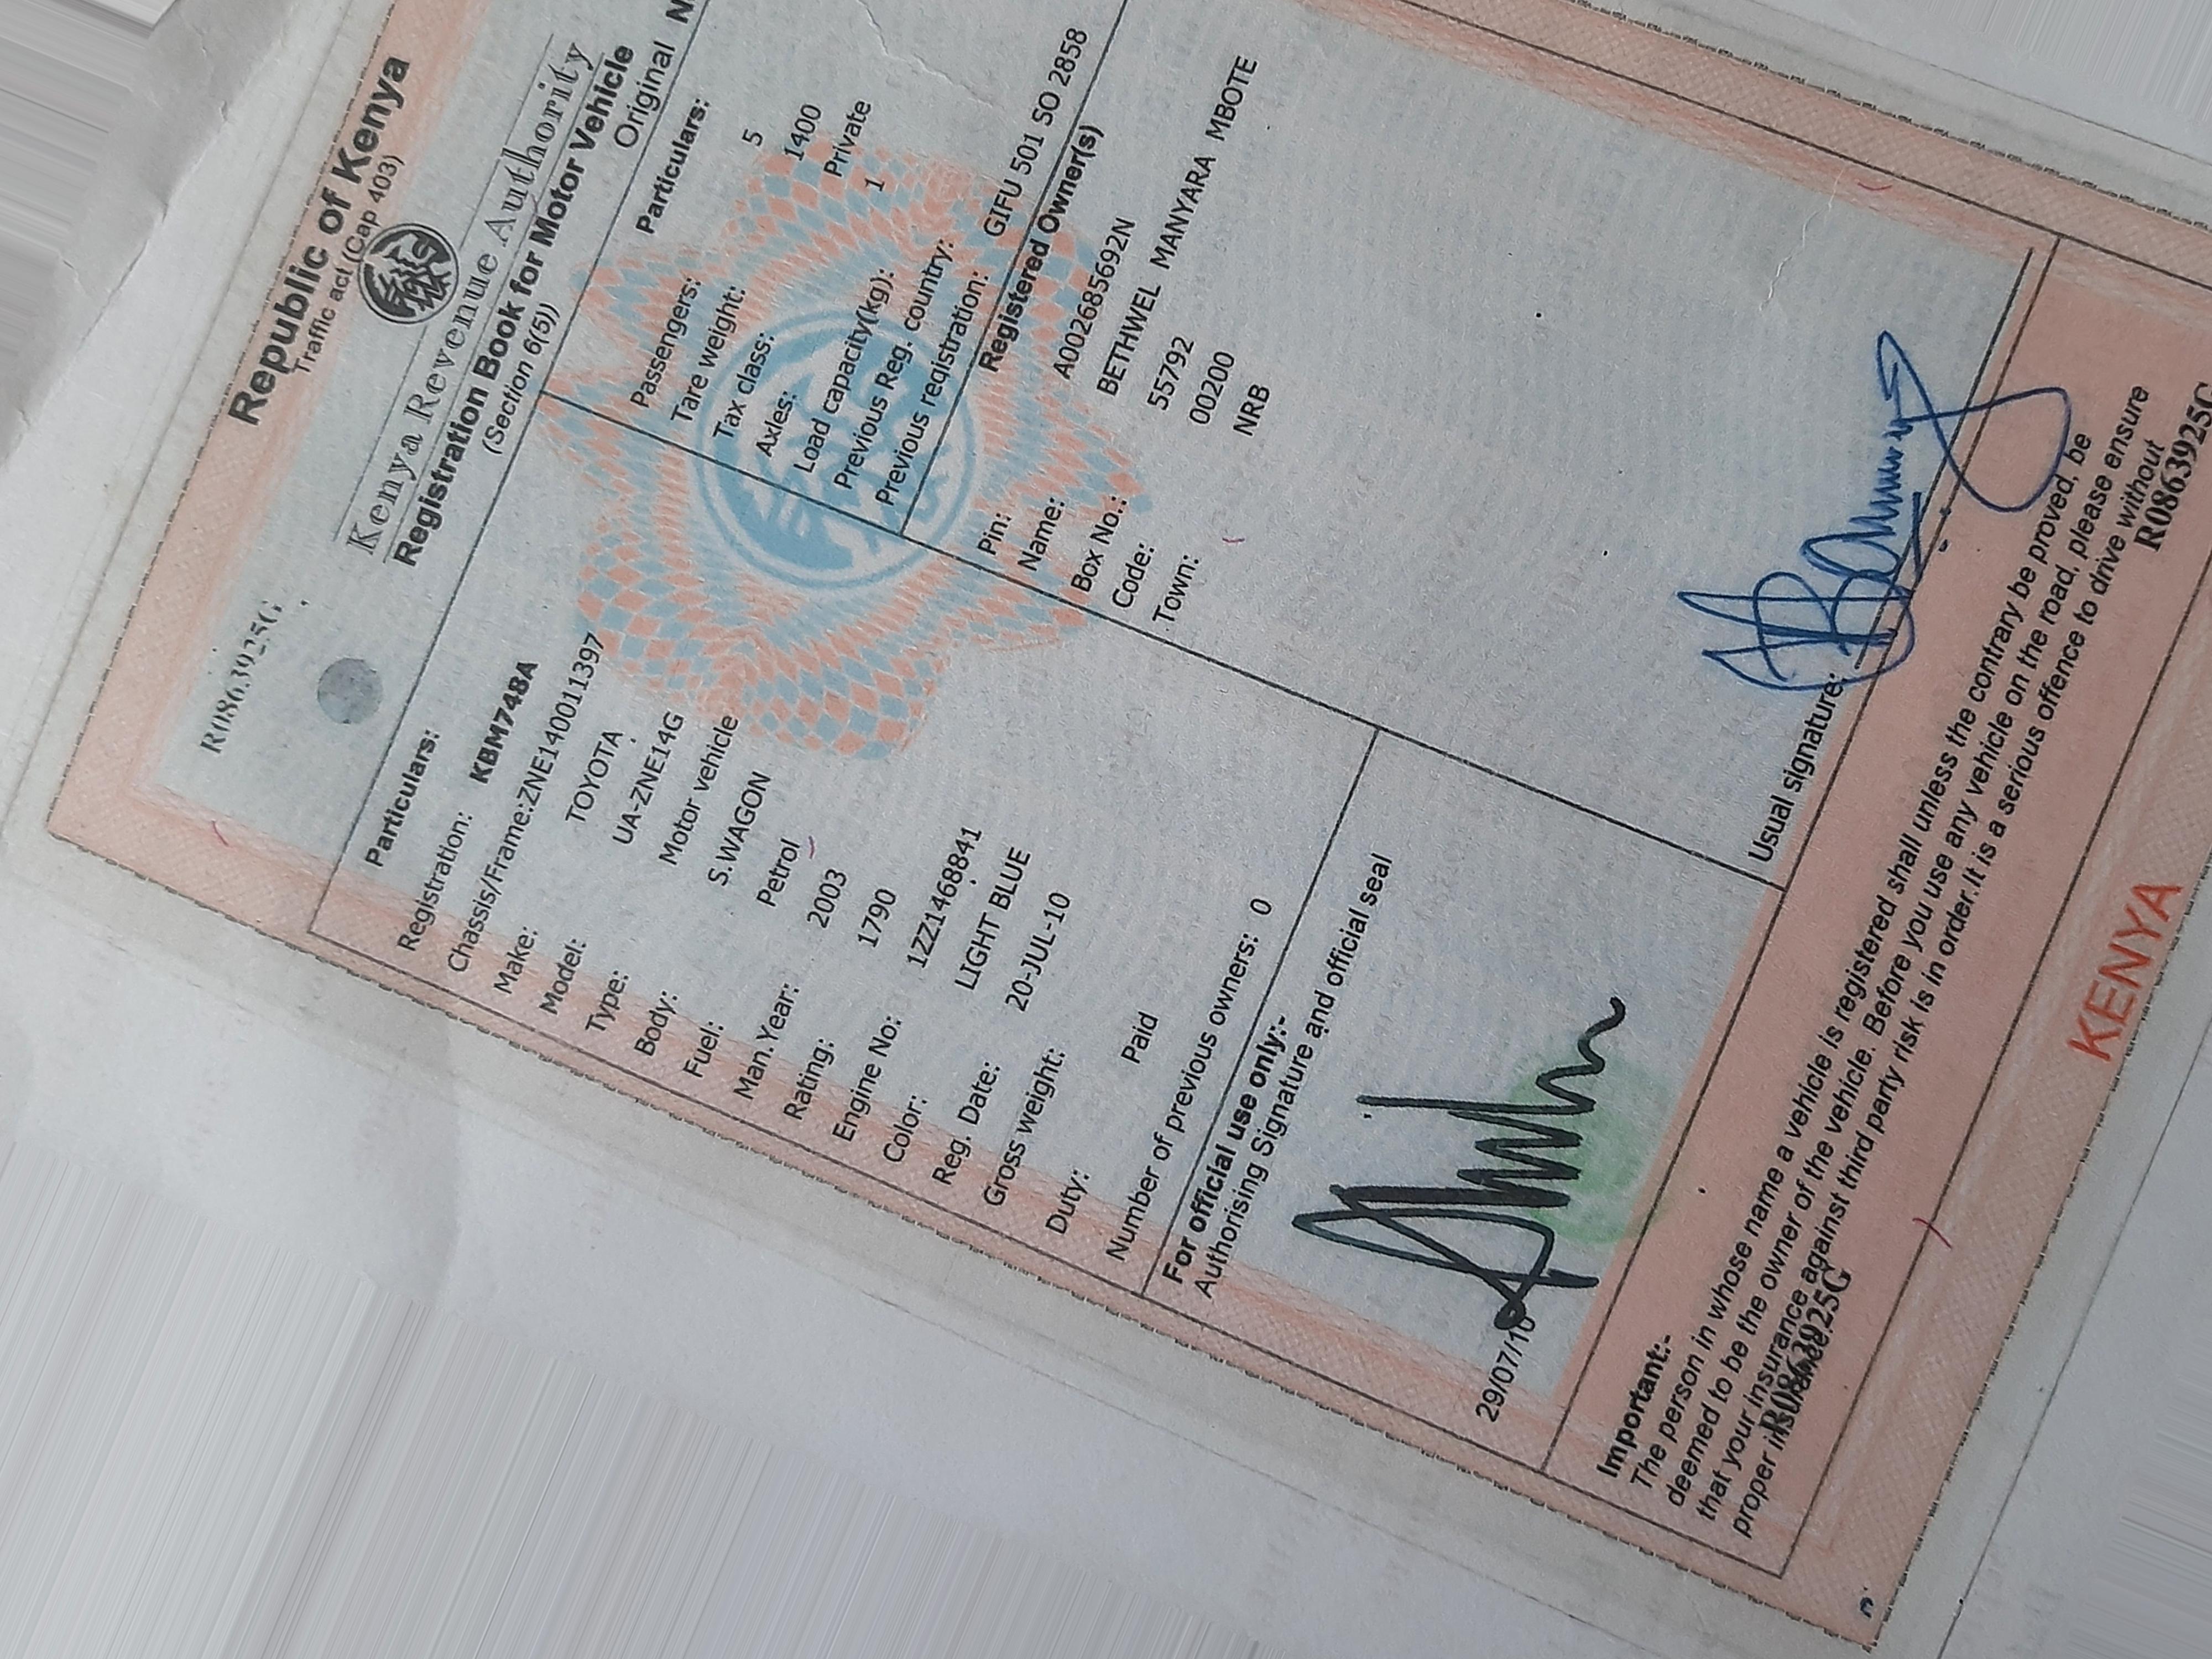 R0863925G
Republic of Kenya
Traffic act (Cap 403)
Kenya Revenue Authority
Registration Book for Motor Vehicle
(Section 6(5))
Original
Particulars:
Registration: KBM748A
Chassis/Frame:ZNE140011397
Make: TOYOTA
Model: UA-ZNE14G
Type: Motor vehicle
Body: S.WAGON
Fuel: Petrol
Man.Year: 2003
Rating: 1790
Engine No: 1ZZ1468841
Color: LIGHT BLUE
Reg. Date: 20-JUL-10
Gross weight:
Duty: Paid
Number of previous owners: 0
Particulars:
Passengers: 5
Tare weight: 1400
Tax class: Private
Axles: 1
Load capacity(kg):
Previous Reg. country:
Previous registration: GIFU 501 SO 2858
Registered Owner(s)
Pin: A002685692N
Name: BETHWEL MANYARA MBOTE
Box No.: 55792
Code: 00200
Town: NRB
For official use only:-
Authorising Signature and official seal
29/07/10
Usual signature:
Important:-
The person in whose name a vehicle is registered shall unless the contrary be proved, be
deemed to be the owner of the vehicle. Before you use any vehicle on the road, please ensure
that your insurance against third party risk is in order.It is a serious offence to drive without
proper insurance.
R0863925G
R0863925G
KENYA